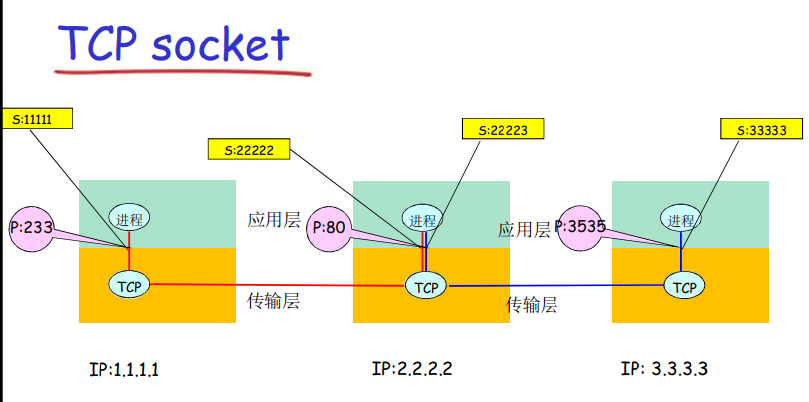 TCP socket
S:11111
S:22222
S:22223
S:33333
进程
应用层
进程
应用层
进程
P:233
P:80
P:3535
TCP
传输层
TCP
传输层
TCP
IP:1.1.1.1
IP:2.2.2.2
IP: 3.3.3.3